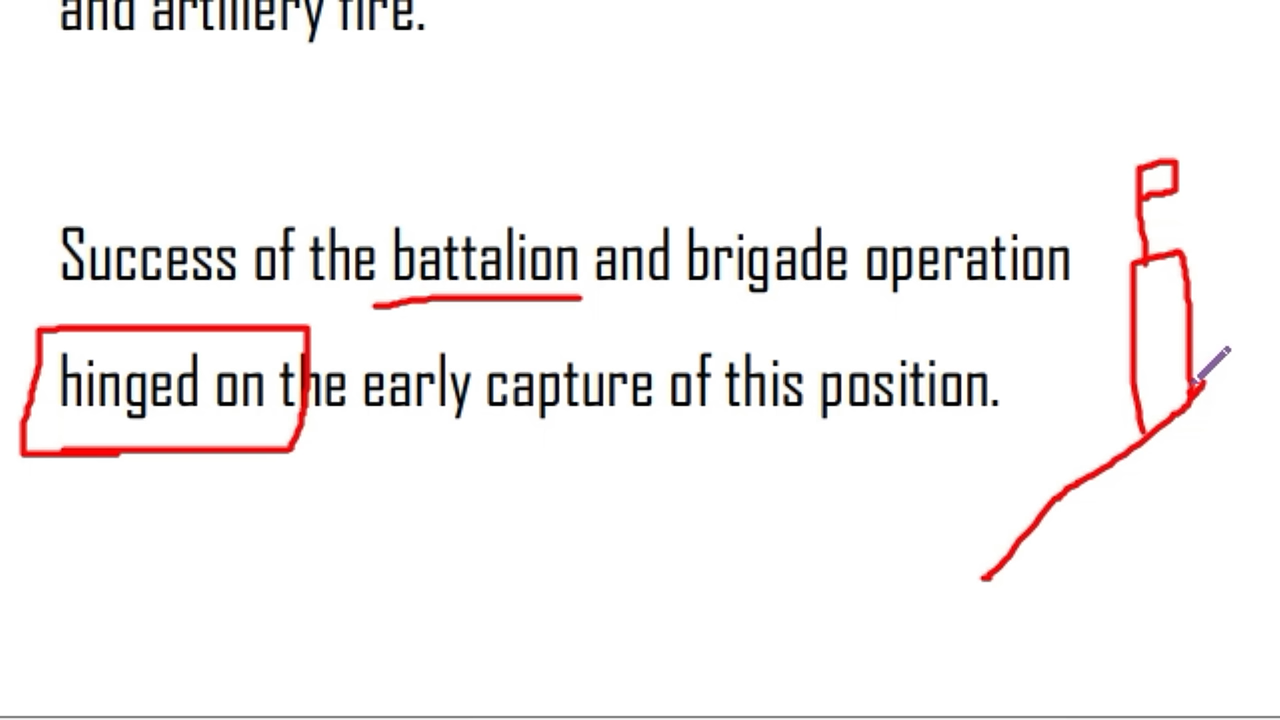 and artillery fire.
Success of the battalion and brigade operation
hinged on the early capture of this position.